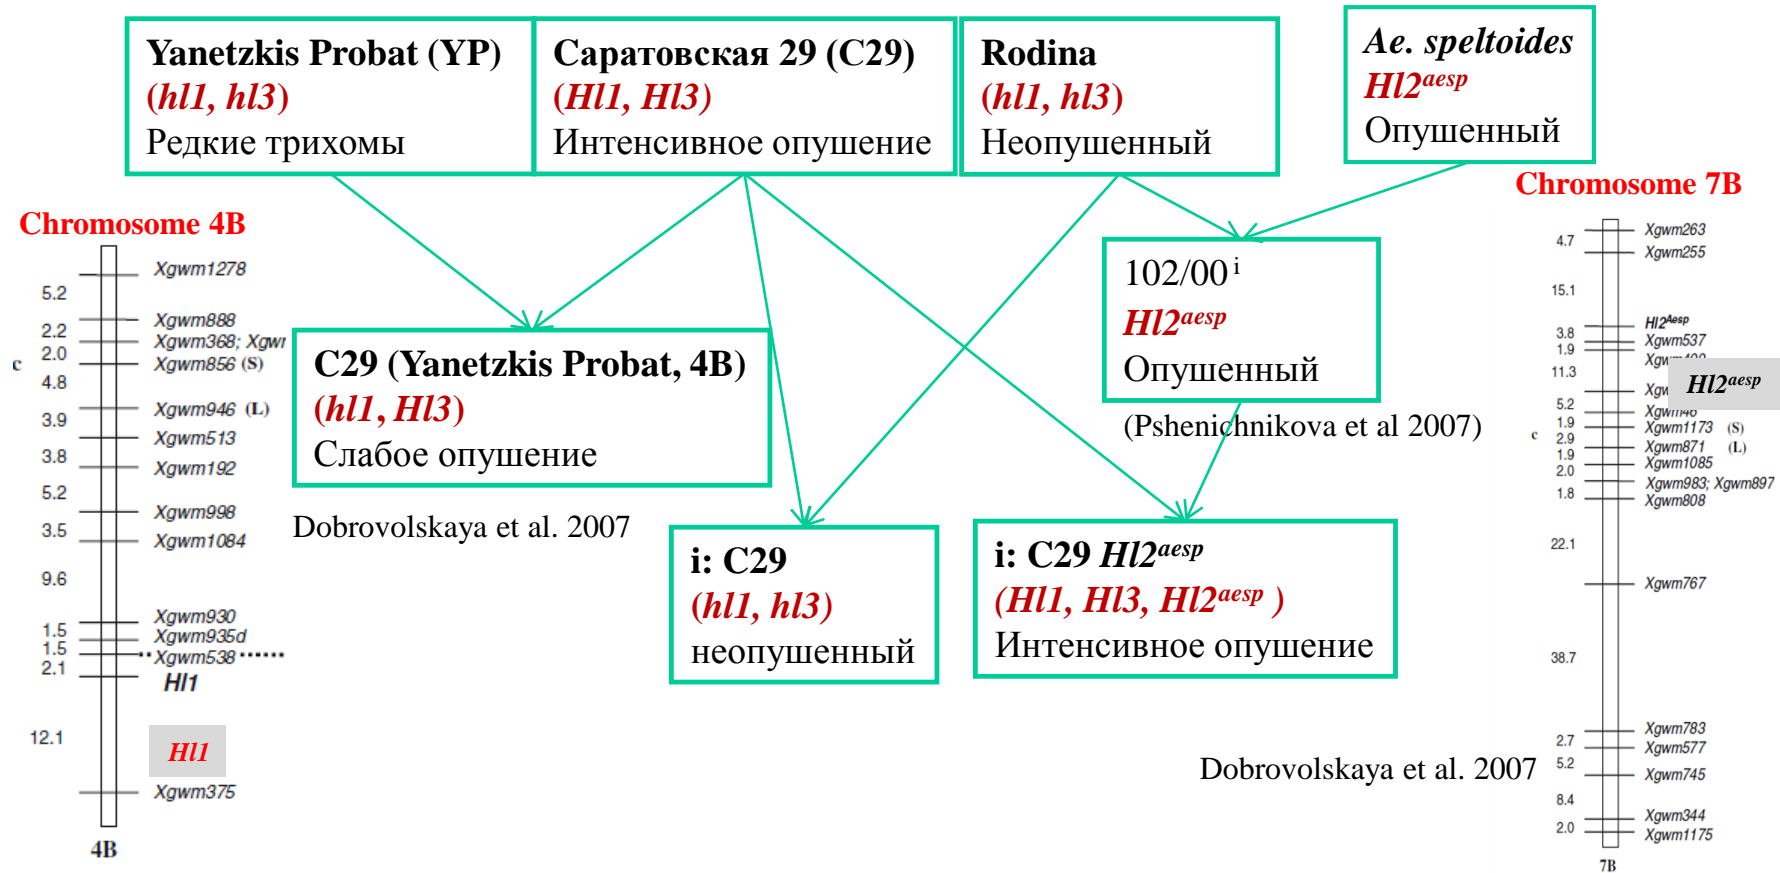 Yanetzkis Probat (YP)
(hl1, hl3)
Редкие трихомы
Саратовская 29 (С29)
(Hl1, Hl3)
Интенсивное опушение
Rodina
(hl1, hl3)
Неопушенный
Ae. speltoides
Hl2aesp
Опушенный
Chromosome 4B
Xgwm1278
5.2
Xgwm888
2.2
Xgwm368;
2.0
c
Xgwm856 (S)
4.8
Xgwm946 (L)
3.9
Xgwm513
3.8
Xgwm192
5.2
Xgwm998
3.5
Xgwm1084
9.6
Xgwm930
1.5
Xgwm935d
1.5
Xgwm538
2.1
Hl1
12.1
Hl1
Xgwm375
4B
C29 (Yanetzkis Probat, 4B)
(hl1, Hl3)
Слабое опушение
Dobrovolskaya et al. 2007
102/00 i
Hl2aesp
Опушенный
(Pshenichnikova et al 2007)
i: C29
(hl1, hl3)
неопушенный
i: C29 Hl2aesp
(Hl1, Hl3, Hl2aesp )
Интенсивное опушение
Dobrovolskaya et al. 2007
Chromosome 7B
Xgwm263
4.7
Xgwm255
15.1
Hl2Aesp
3.8
Xgwm537
1.9
11.3
Hl2aesp
5.2
Xgwm46
1.9
Xgwm1173 (S)
c
2.9
Xgwm871 (L)
1.9
Xgwm1085
2.0
Xgwm983; Xgwm897
1.8
Xgwm808
22.1
Xgwm767
38.7
Xgwm783
2.7
Xgwm577
5.2
Xgwm745
8.4
Xgwm344
2.0
Xgwm1175
7B